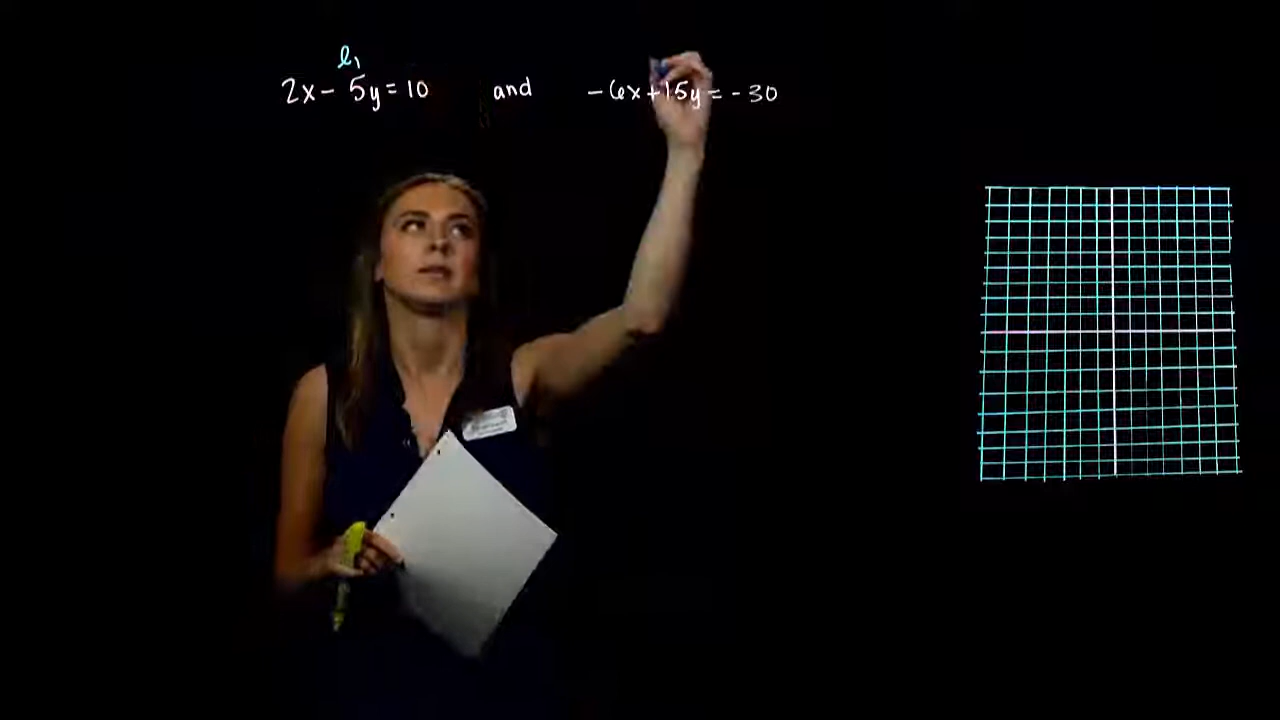 l₁
2x - 5y = 10 and -6x + 15y = -30